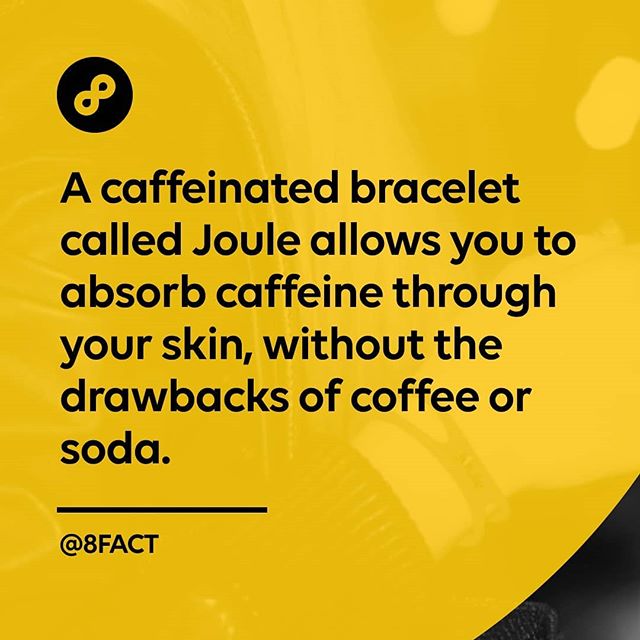 A caffeinated bracelet
called Joule allows you to
absorb caffeine through
your skin, without the
drawbacks of coffee or
soda.
@8FACT